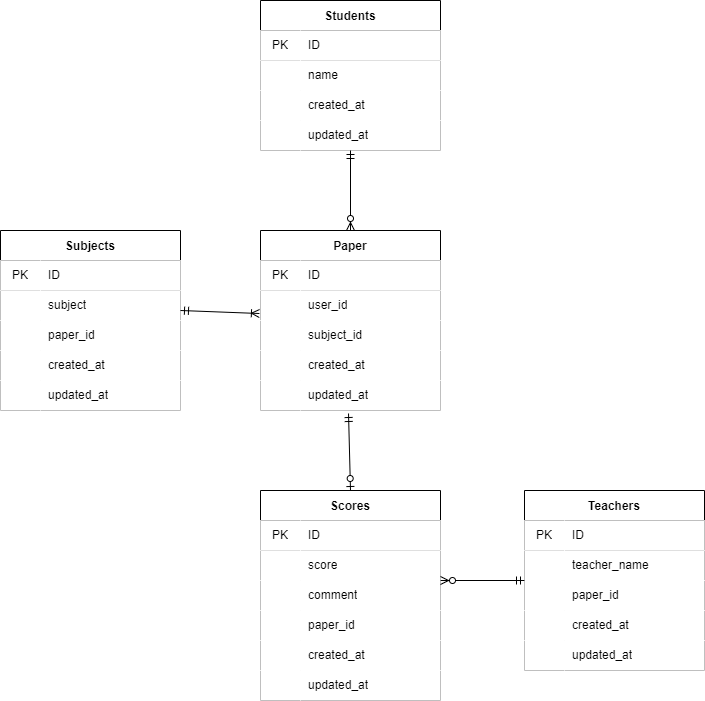 Students
PK ID
name
created_at
updated_at
Subjects
PK ID
subject
paper_id
created_at
updated_at
Paper
PK ID
user_id
subject_id
created_at
updated_at
Scores
PK ID
score
comment
paper_id
created_at
updated_at
Teachers
PK ID
teacher_name
paper_id
created_at
updated_at